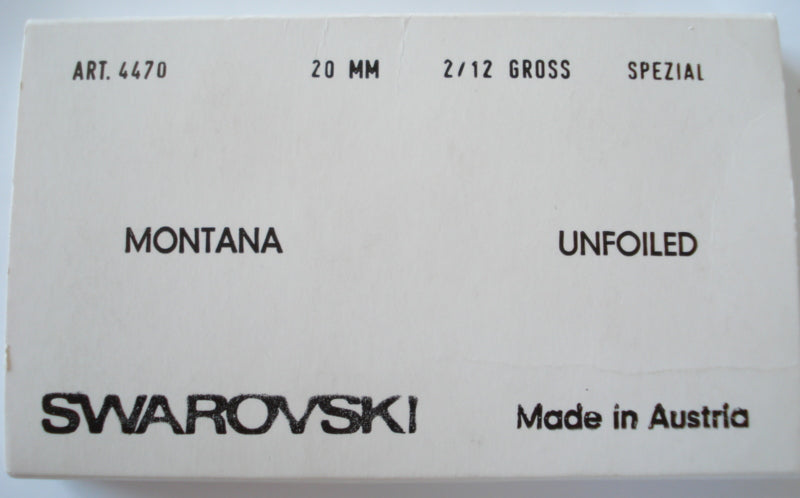 ART. 4470 20 MM 2/12 GROSS SPEZIAL
MONTANA UNFOILED
SWAROVSKI Made in Austria